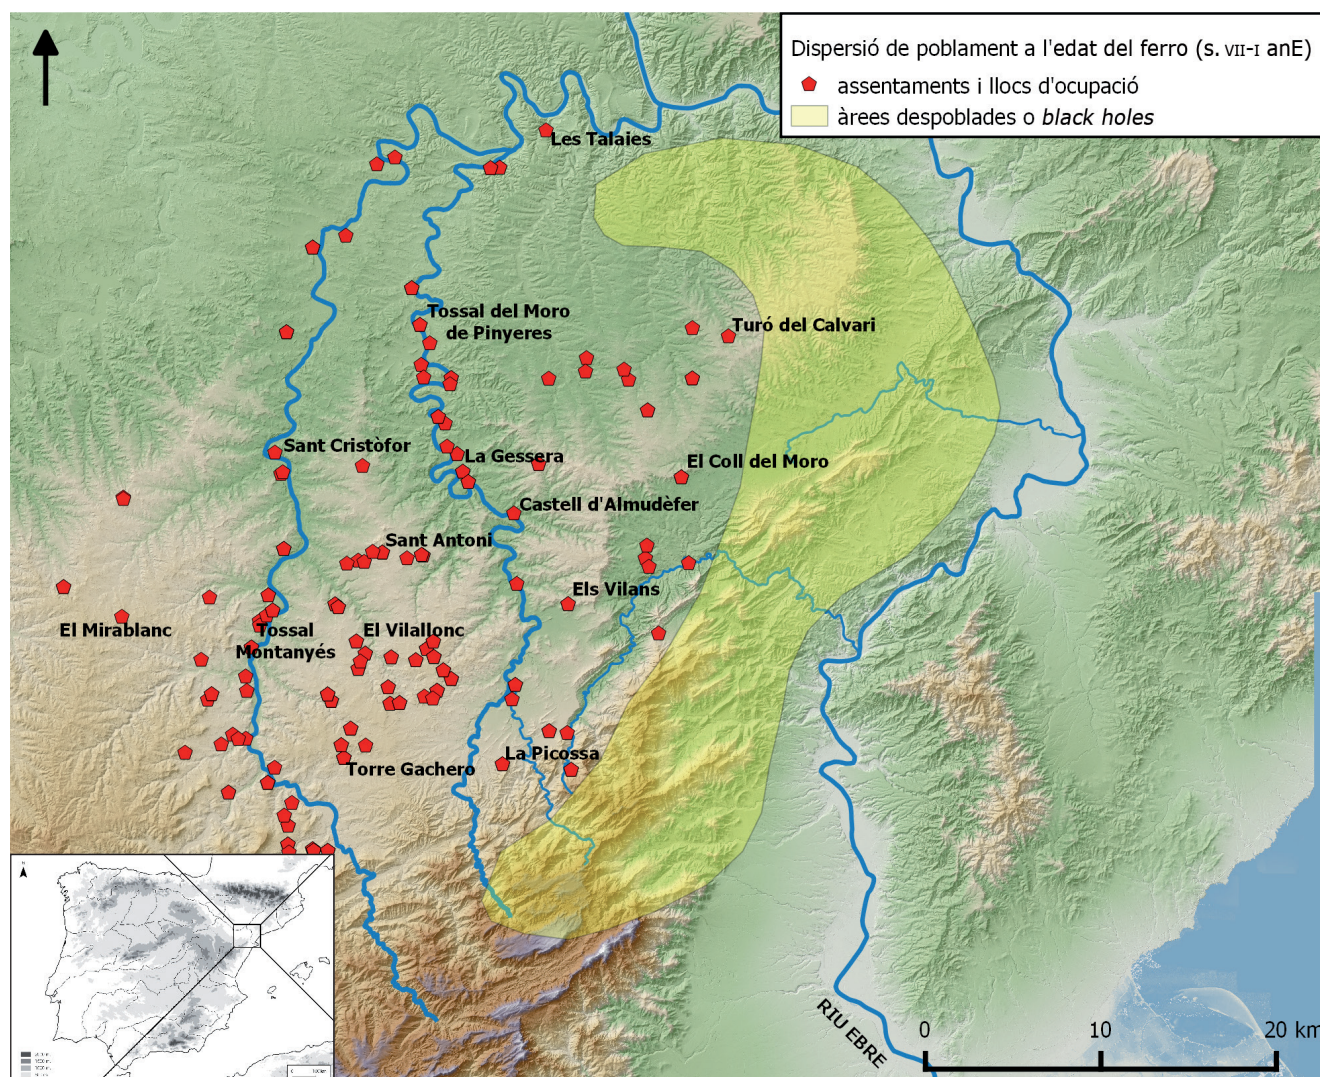 Dispersió de poblament a l'edat del ferro (s. VII-I anE)
assentaments i llocs d'ocupació
àrees despoblades o black holes
Les Talaies
Tossal del Moro
de Pinyeres
Turó del Calvari
Sant Cristòfor
La Gessera
El Coll del Moro
Castell d'Almudèfer
Sant Antoni
Els Vilans
El Mirablanc
Tossal
Montanyés
El Vilallonc
La Picossa
Torre Gachero
RIU EBRE
0 10 20 km